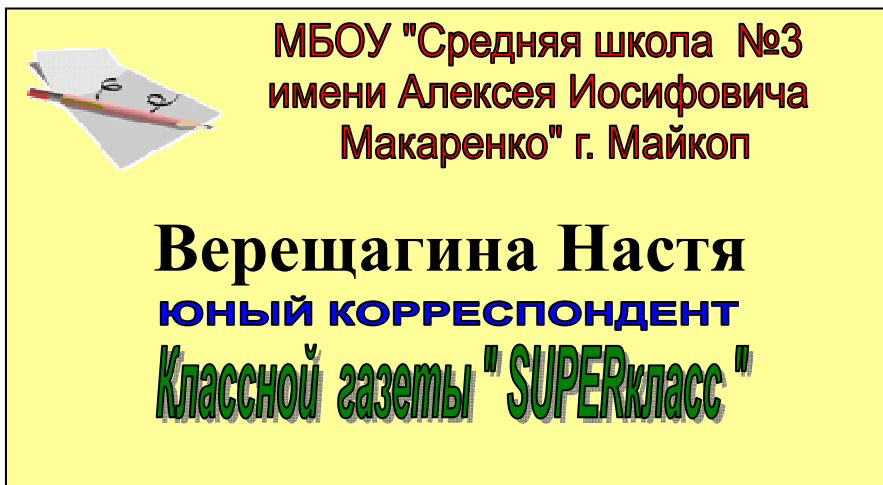 МБОУ "Средняя школа №3
имени Алексея Иосифовича
Макаренко" г. Майкоп
Верещагина Настя
ЮНЫЙ КОРРЕСПОНДЕНТ
Классной газеты " SUPERкласс "